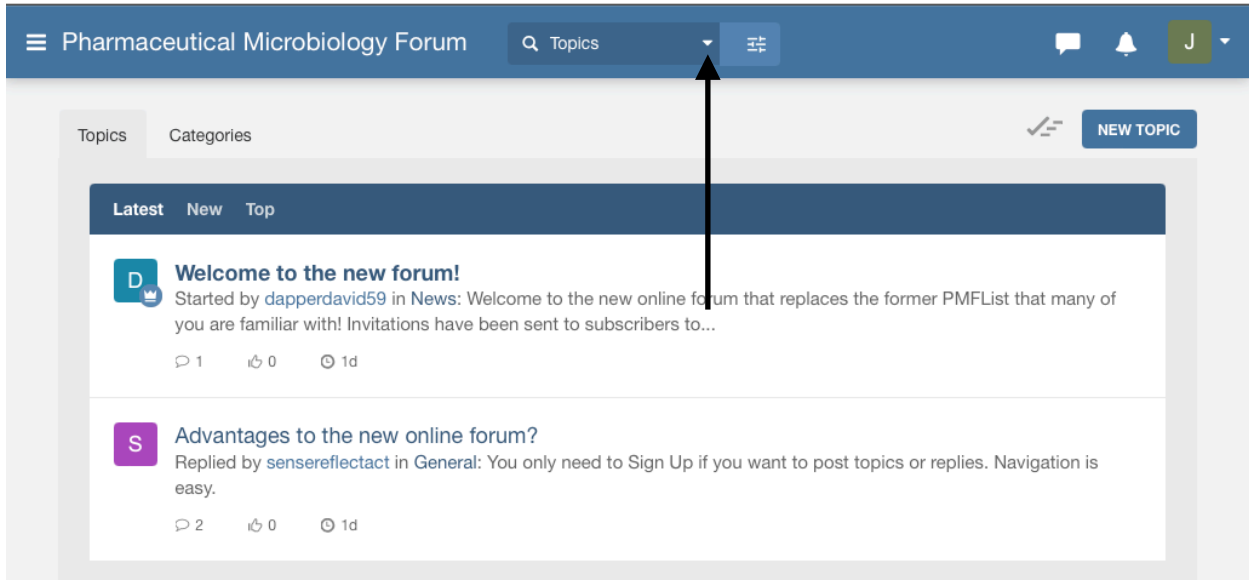 Pharmaceutical Microbiology Forum Topics J
Topics Categories NEW TOPIC
Latest New Top
D
Welcome to the new forum!
Started by dapperdavid59 in News: Welcome to the new online forum that replaces the former PMFList that many of
you are familiar with! Invitations have been sent to subscribers to...
1 0 1d
S
Advantages to the new online forum?
Replied by sensereflectact in General: You only need to Sign Up if you want to post topics or replies. Navigation is
easy.
2 0 1d